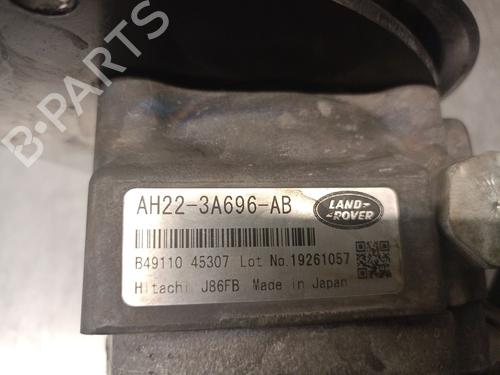 B-PARTS
AH22-3A696-AB
LAND-
-ROVER
B49110 45307 Lot No. 19261057
Hitachi J86FB Made in Japan